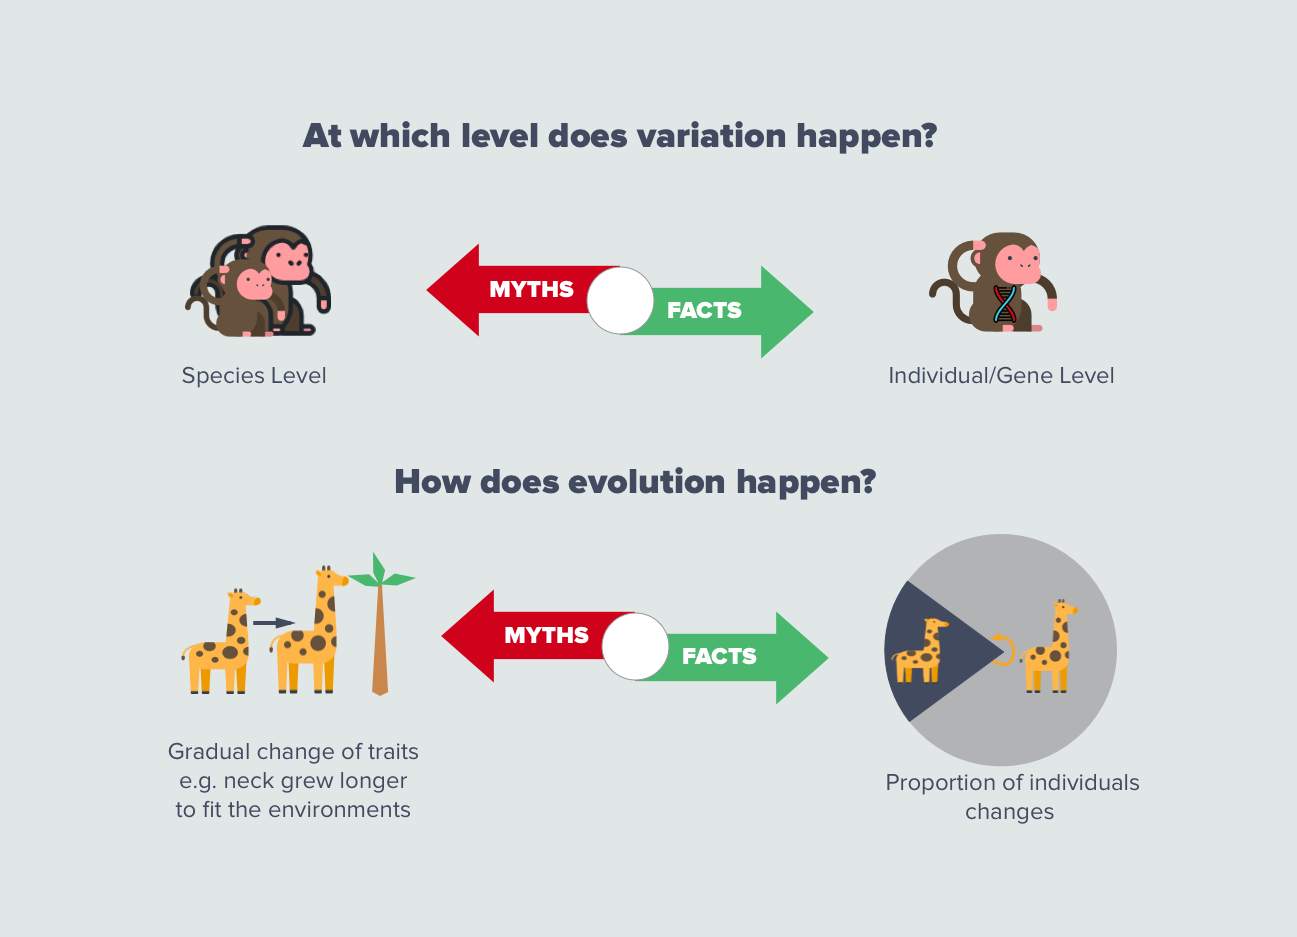 At which level does variation happen?
MYTHS
FACTS
Species Level
Individual/Gene Level
How does evolution happen?
MYTHS
FACTS
Gradual change of traits
e.g. neck grew longer
to fit the environments
Proportion of individuals
changes